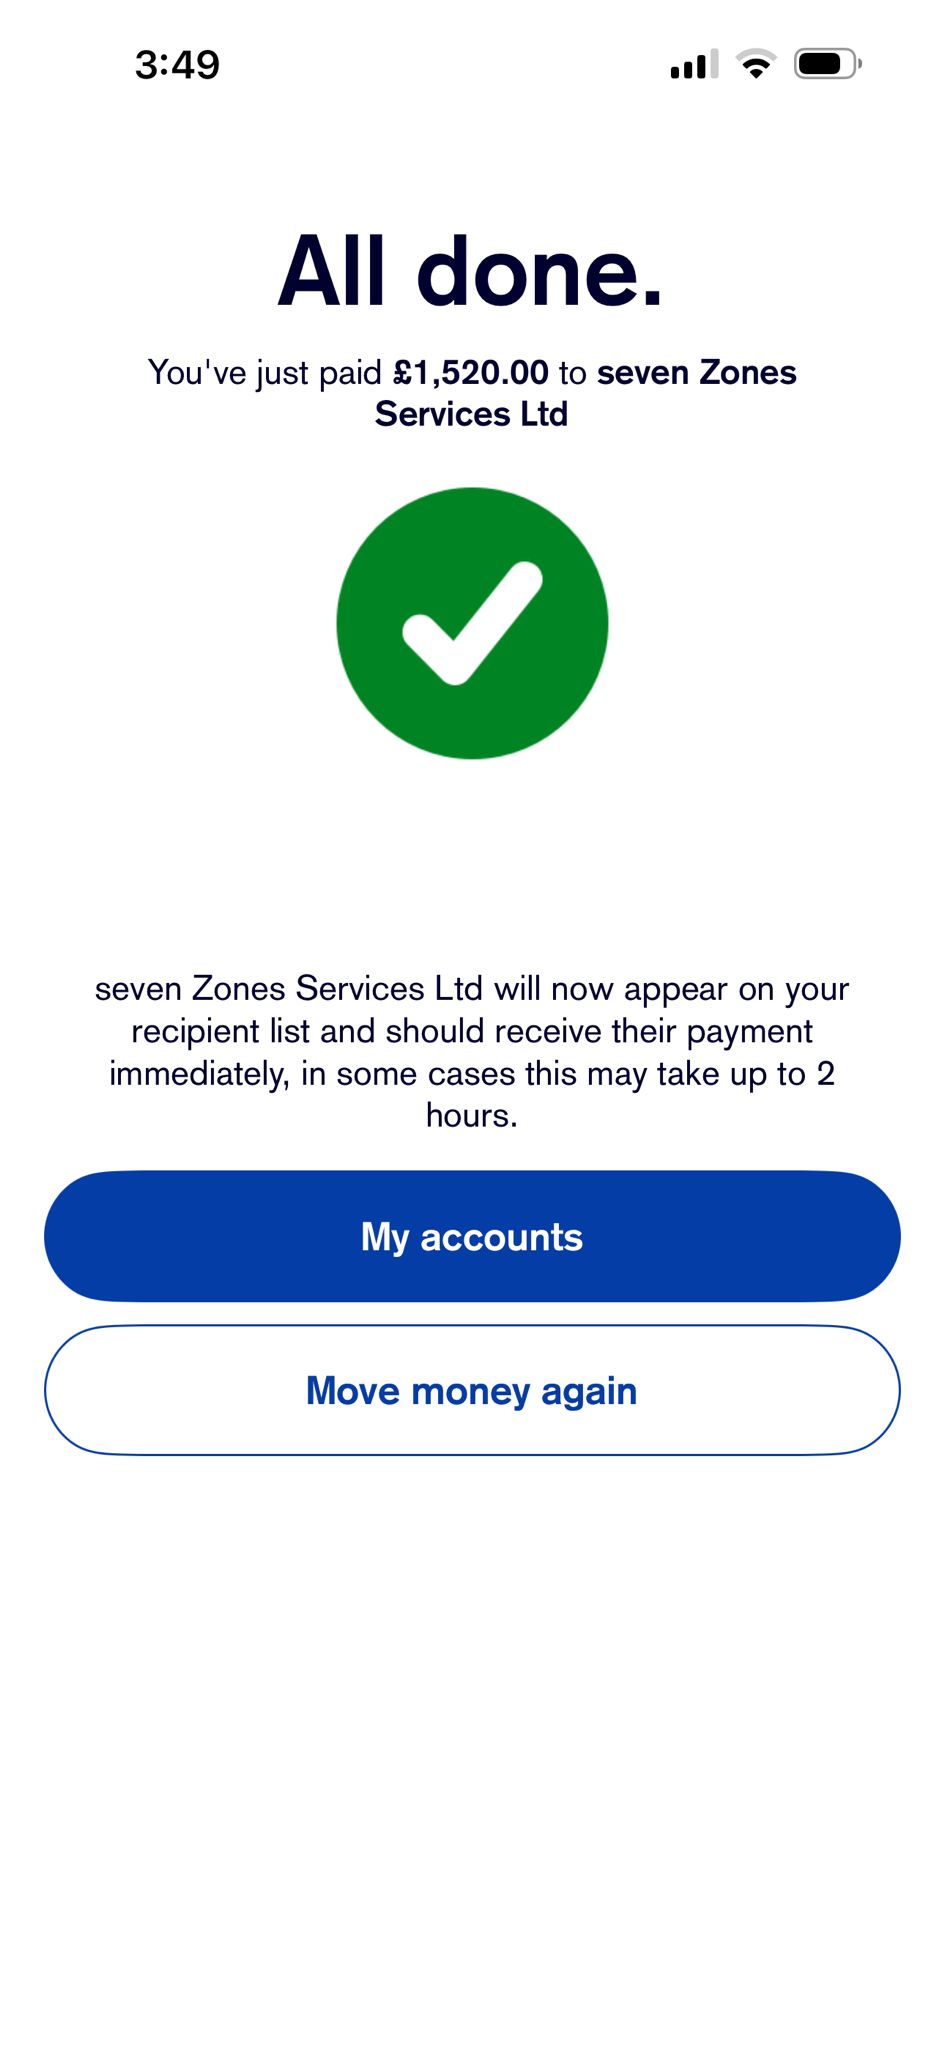 3:49
All done.
You've just paid £1,520.00 to seven Zones
Services Ltd
seven Zones Services Ltd will now appear on your
recipient list and should receive their payment
immediately, in some cases this may take up to 2
hours.
My accounts
Move money again